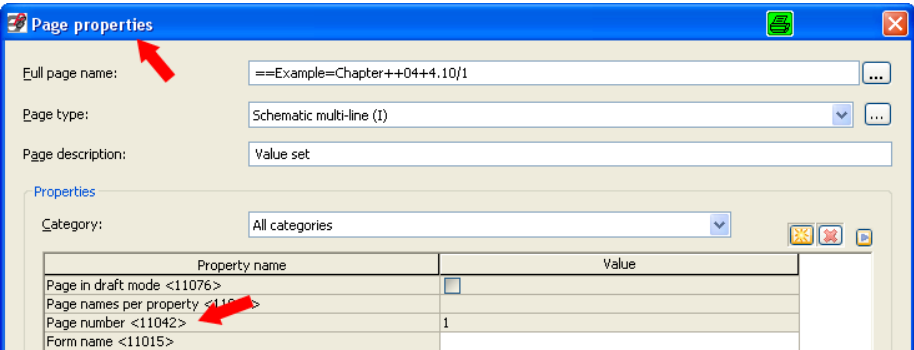 Page properties
Full page name: ==Example=Chapter++04+4.10/1 ...
Page type: Schematic multi-line (I) ...
Page description: Value set
Properties
Category: All categories
Property name Value
Page in draft mode <11076>
Page names per property
Page number <11042> 1
Form name <11015>